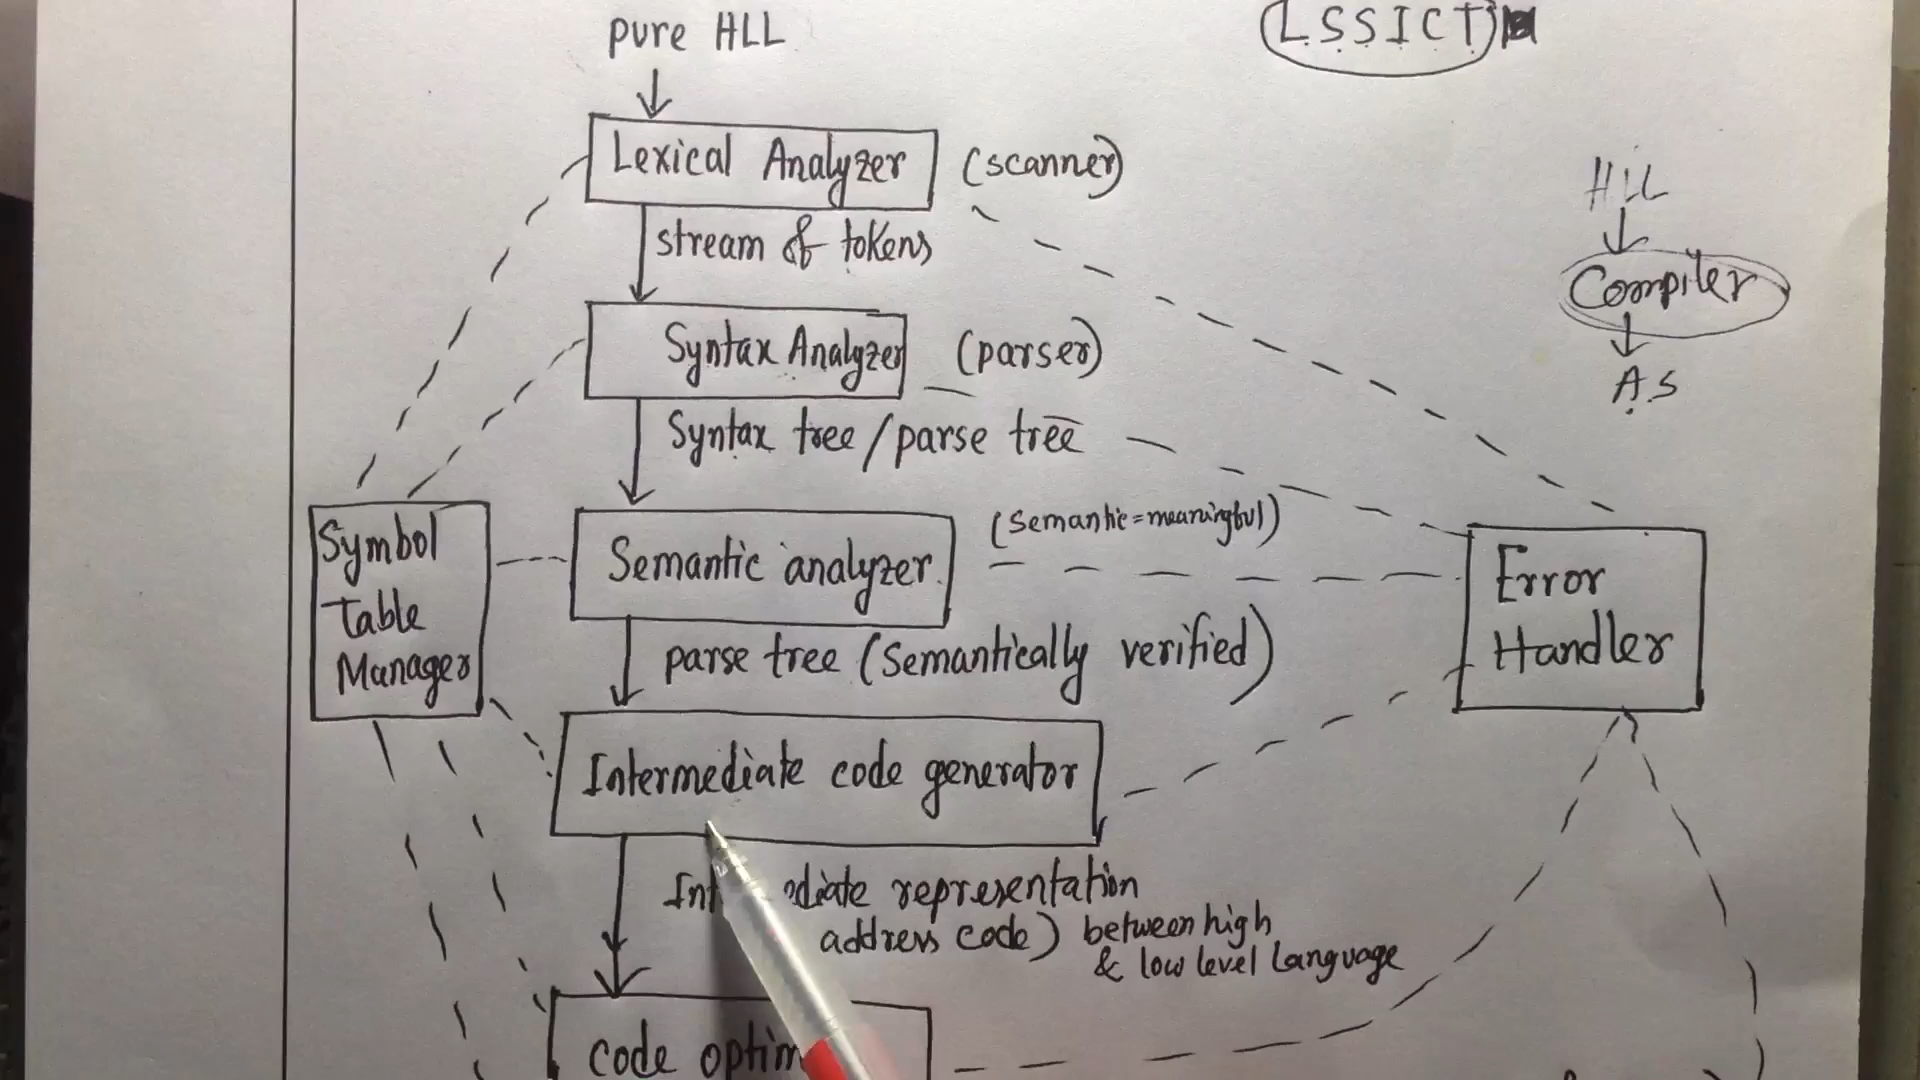 pure HLL
LSSICT
Lexical Analyzer (scanner)
stream of tokens
HLL
Compiler
A.S
Syntax Analyzer (parser)
Syntax tree/parse tree
Symbol
Table
Manager
(Semantic=meaningful)
Semantic analyzer
Error
Handler
parse tree (Semantically verified)
Intermediate code generator
representation
address code) between high
& low level language
code